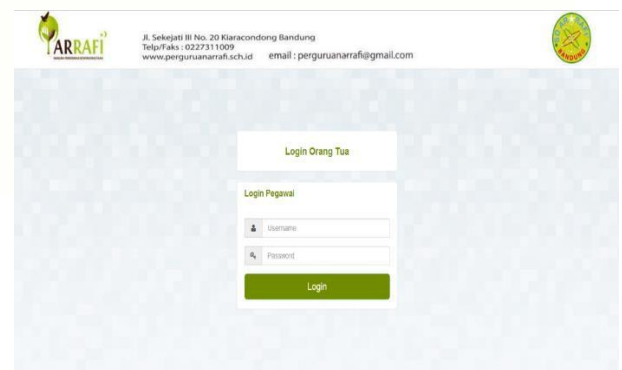 ARRAFI
Jl. Sekejati III No. 20 Kiaracondong Bandung
Telp/Faks : 0227311009
www.perguruanarrafi.sch.id email : perguruanarrafi@gmail.com
BANDUNG
Login Orang Tua
Login Pegawai
Username
Password
Login